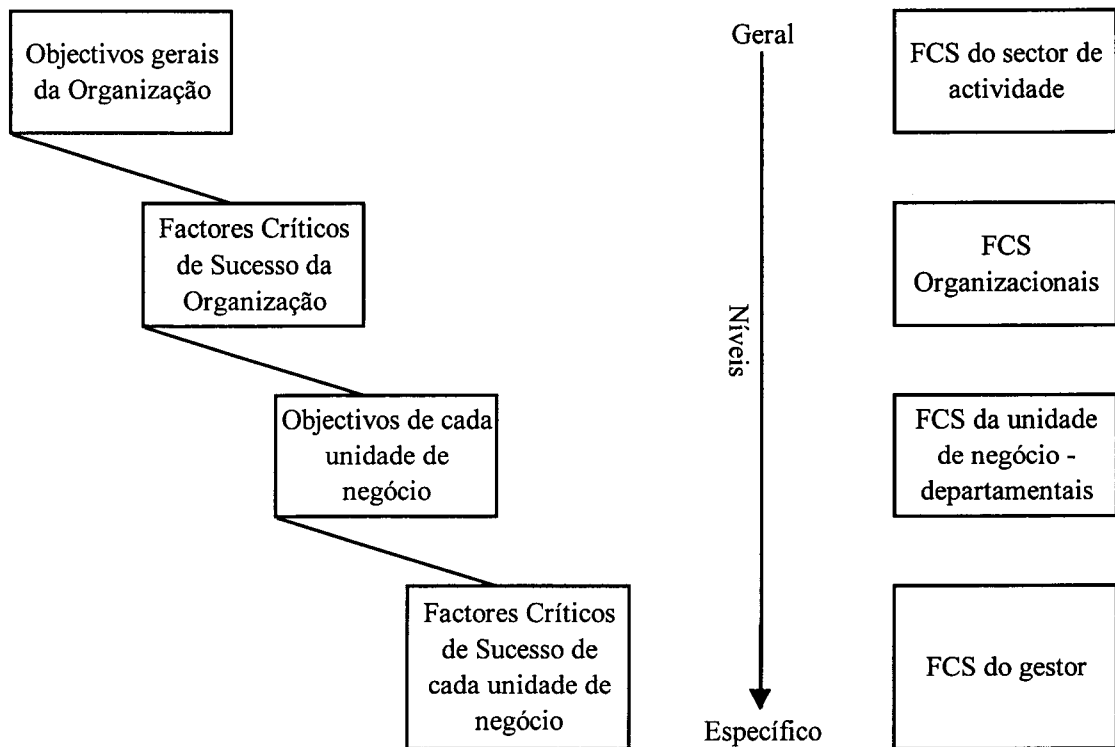 Objectivos gerais
da Organização
Factores Críticos
de Sucesso da
Organização
Objectivos de cada
unidade de
negócio
Factores Críticos
de Sucesso de
cada unidade de
negócio
Geral
Níveis
Específico
FCS do sector de
actividade
FCS
Organizacionais
FCS da unidade
de negócio -
departamentais
FCS do gestor